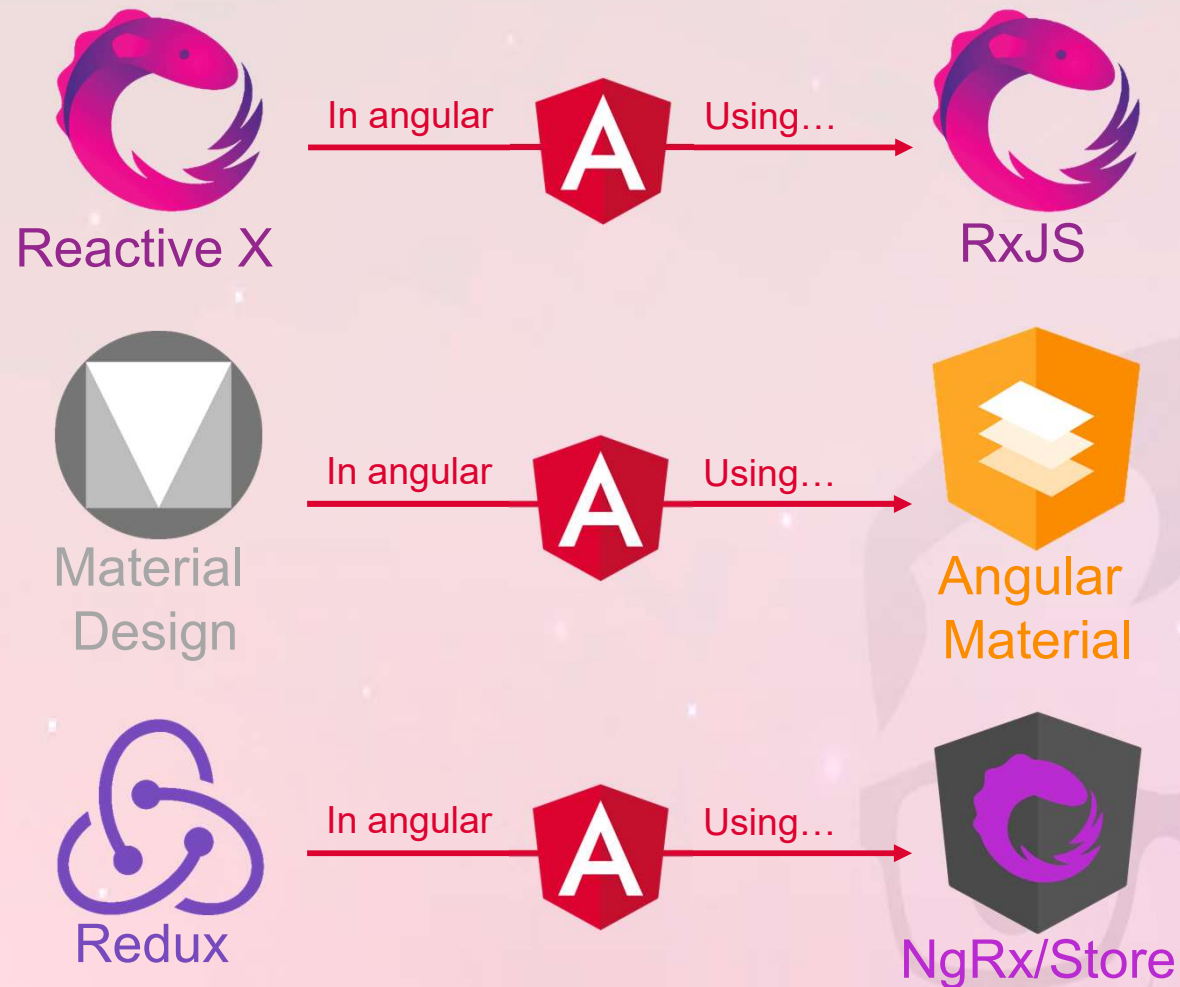 In angular
Using…
Reactive X
RxJS
In angular
Using…
Material
Design
Angular
Material
In angular
Using…
Redux
NgRx/Store